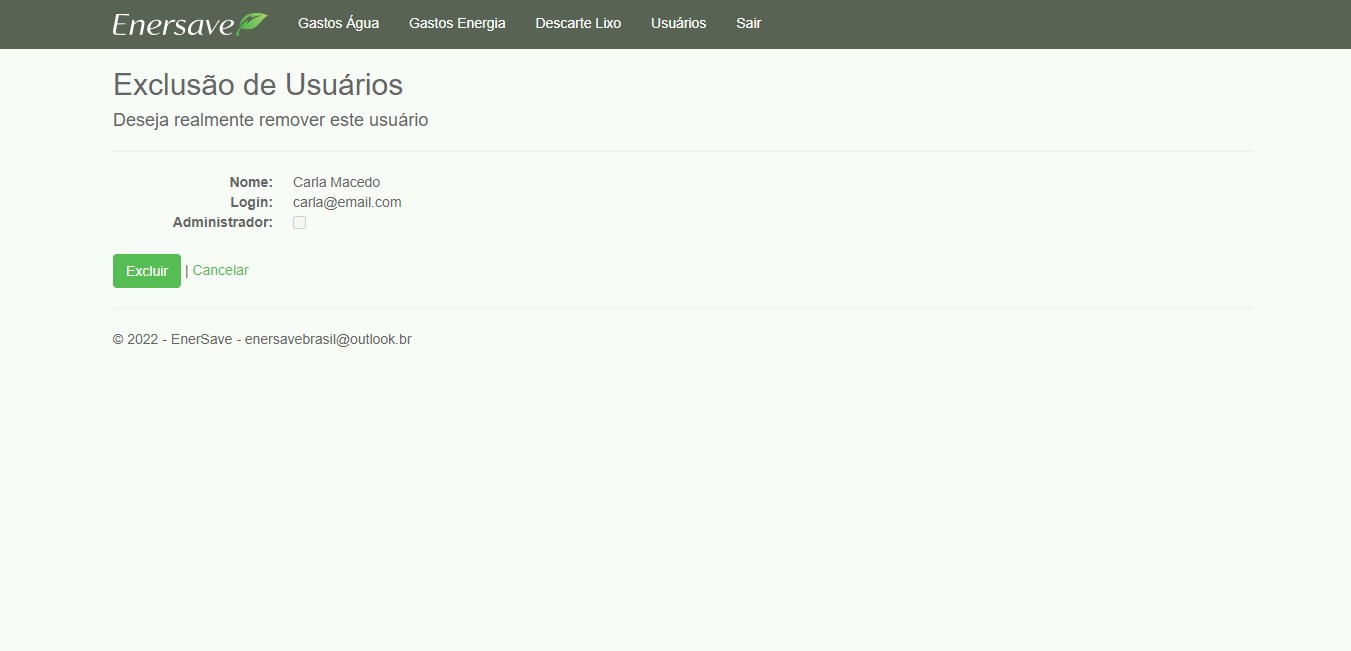 Enersave Gastos Água Gastos Energia Descarte Lixo Usuários Sair
Exclusão de Usuários
Deseja realmente remover este usuário
Nome: Carla Macedo
Login: carla@email.com
Administrador:
Excluir | Cancelar
© 2022 - EnerSave - enersavebrasil@outlook.br